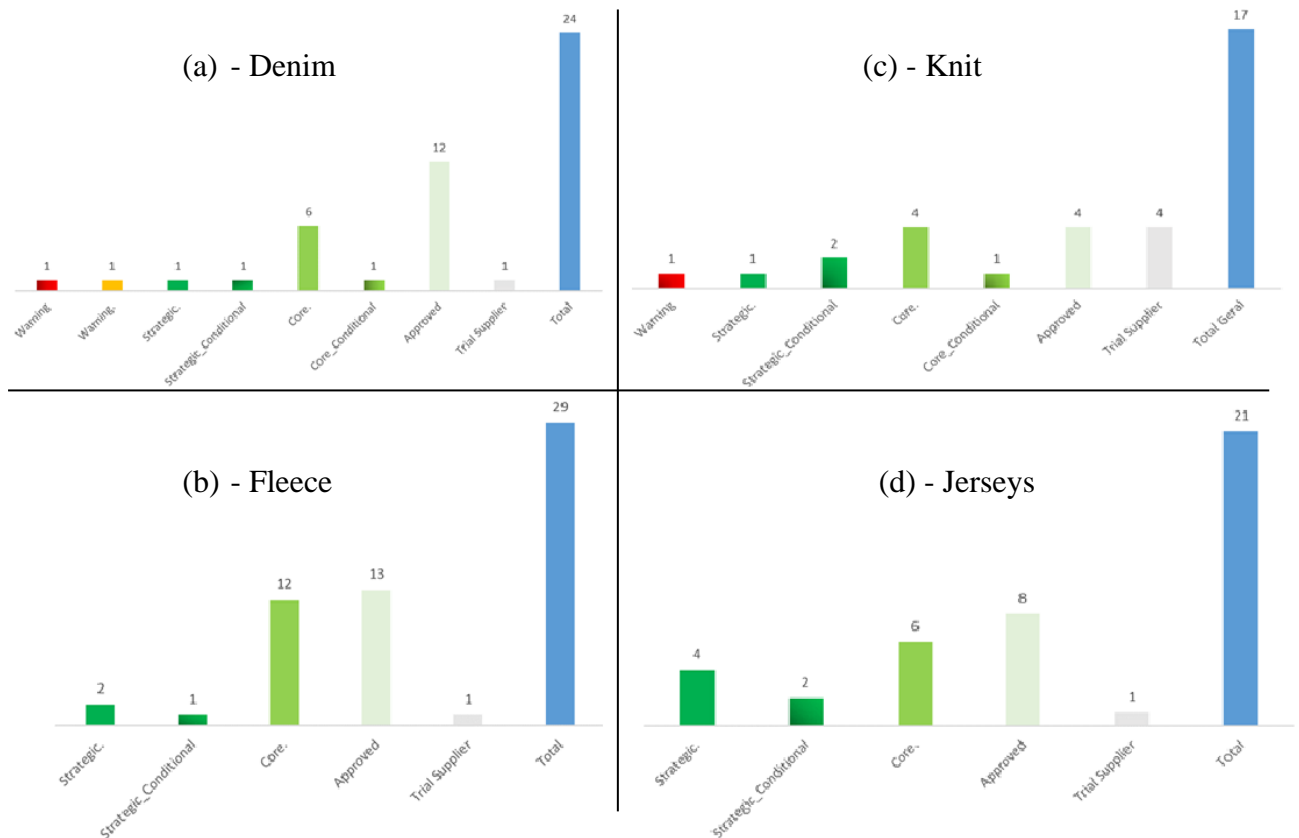 (a) - Denim
24
12
6
1
1
1
1
1
1
Warning
Warning.
Strategic.
Strategic_Conditional
Core.
Core_Conditional
Approved
Trial Supplier
Total
(c) - Knit
17
1
1
2
4
1
4
4
Warning
Strategic.
Strategic_Conditional
Core.
Core_Conditional
Approved
Trial Supplier
Total Geral
(b) - Fleece
29
2
1
12
13
1
Strategic.
Strategic_Conditional
Core.
Approved
Trial Supplier
Total
(d) - Jerseys
21
4
2
6
8
1
Strategic.
Strategic_Conditional
Core.
Approved
Trial Supplier
Total